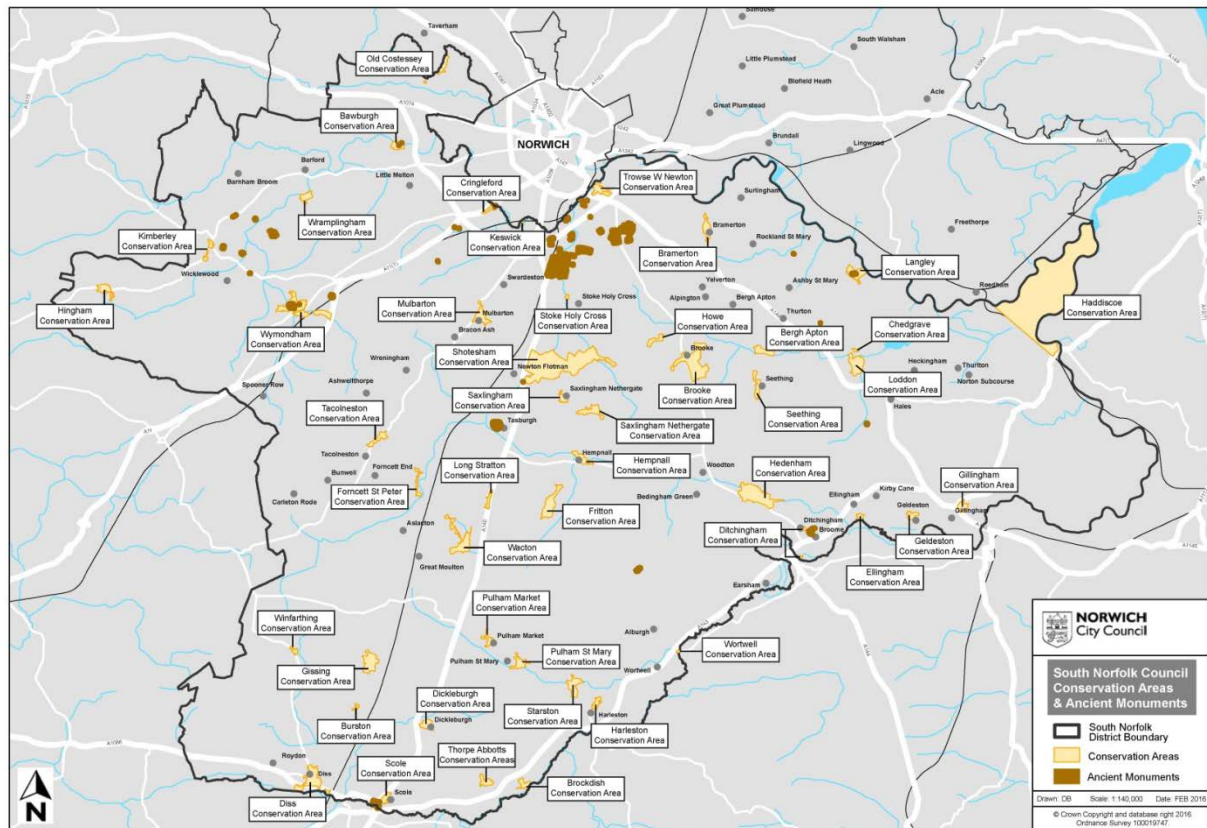 Salhouse
Taverham
South Walsham
Old Costessey
Conservation Area
Little Plumstead
Blofield Heath
Acle
Great Plumstead
Bawburgh
Conservation Area
NORWICH
Brundall
Lingwood
Barford
Barnham Broom
Little Melton
Cringleford
Conservation Area
Trowse W Newton
Conservation Area
Surlingham
Wramplingham
Conservation Area
Freethorpe
Kimberley
Conservation Area
Keswick
Conservation Area
Bramerton
Bramerton
Conservation Area
Rockland St Mary
Langley
Conservation Area
Wicklewood
Swardeston
Yelverton
Ashby St Mary
Reedham
Hingham
Conservation Area
Mulbarton
Conservation Area
Mulbarton
Stoke Holy Cross
Alpington
Bergh Apton
Haddiscoe
Conservation Area
Wymondham
Conservation Area
Bracon Ash
Stoke Holy Cross
Conservation Area
Howe
Conservation Area
Thurton
Bergh Apton
Conservation Area
Chedgrave
Conservation Area
Wreningham
Shotesham
Conservation Area
Newton Flotman
Brooke
Brooke
Conservation Area
Loddon
Conservation Area
Heckingham
Thurlton
Norton Subcourse
Spooner Row
Ashwellthorpe
Saxlingham
Conservation Area
Saxlingham Nethergate
Seething
Seething
Conservation Area
Hales
Tacolneston
Conservation Area
Saxlingham Nethergate
Conservation Area
Tasburgh
Tacolneston
Forncett End
Bunwell
Long Stratton
Conservation Area
Hempnall
Hempnall
Conservation Area
Woodton
Hedenham
Conservation Area
Gillingham
Conservation Area
Carleton Rode
Forncett St Peter
Conservation Area
Bedingham Green
Ellingham
Kirby Cane
Geldeston
Gillingham
Fritton
Conservation Area
Aslacton
Ditchingham
Conservation Area
Ditchingham
Broome
Geldeston
Conservation Area
Wacton
Conservation Area
Great Moulton
Ellingham
Conservation Area
Earsham
Pulham Market
Conservation Area
Winfarthing
Conservation Area
Pulham Market
Alburgh
Wortwell
Conservation Area
Gissing
Conservation Area
Pulham St Mary
Pulham St Mary
Conservation Area
Wortwell
Dickleburgh
Conservation Area
Dickleburgh
Starston
Conservation Area
Harleston
Harleston
Conservation Area
Burston
Conservation Area
Roydon
Diss
Scole
Conservation Area
Scole
Thorpe Abbotts
Conservation Areas
Brockdish
Conservation Area
Diss
Conservation Area
N
NORWICH
City Council
South Norfolk Council
Conservation Areas
& Ancient Monuments
South Norfolk
District Boundary
Conservation Areas
Ancient Monuments
Drawn: DB Scale: 1:140,000 Date: FEB 2016
© Crown Copyright and database right 2016
Ordnance Survey 100019747.